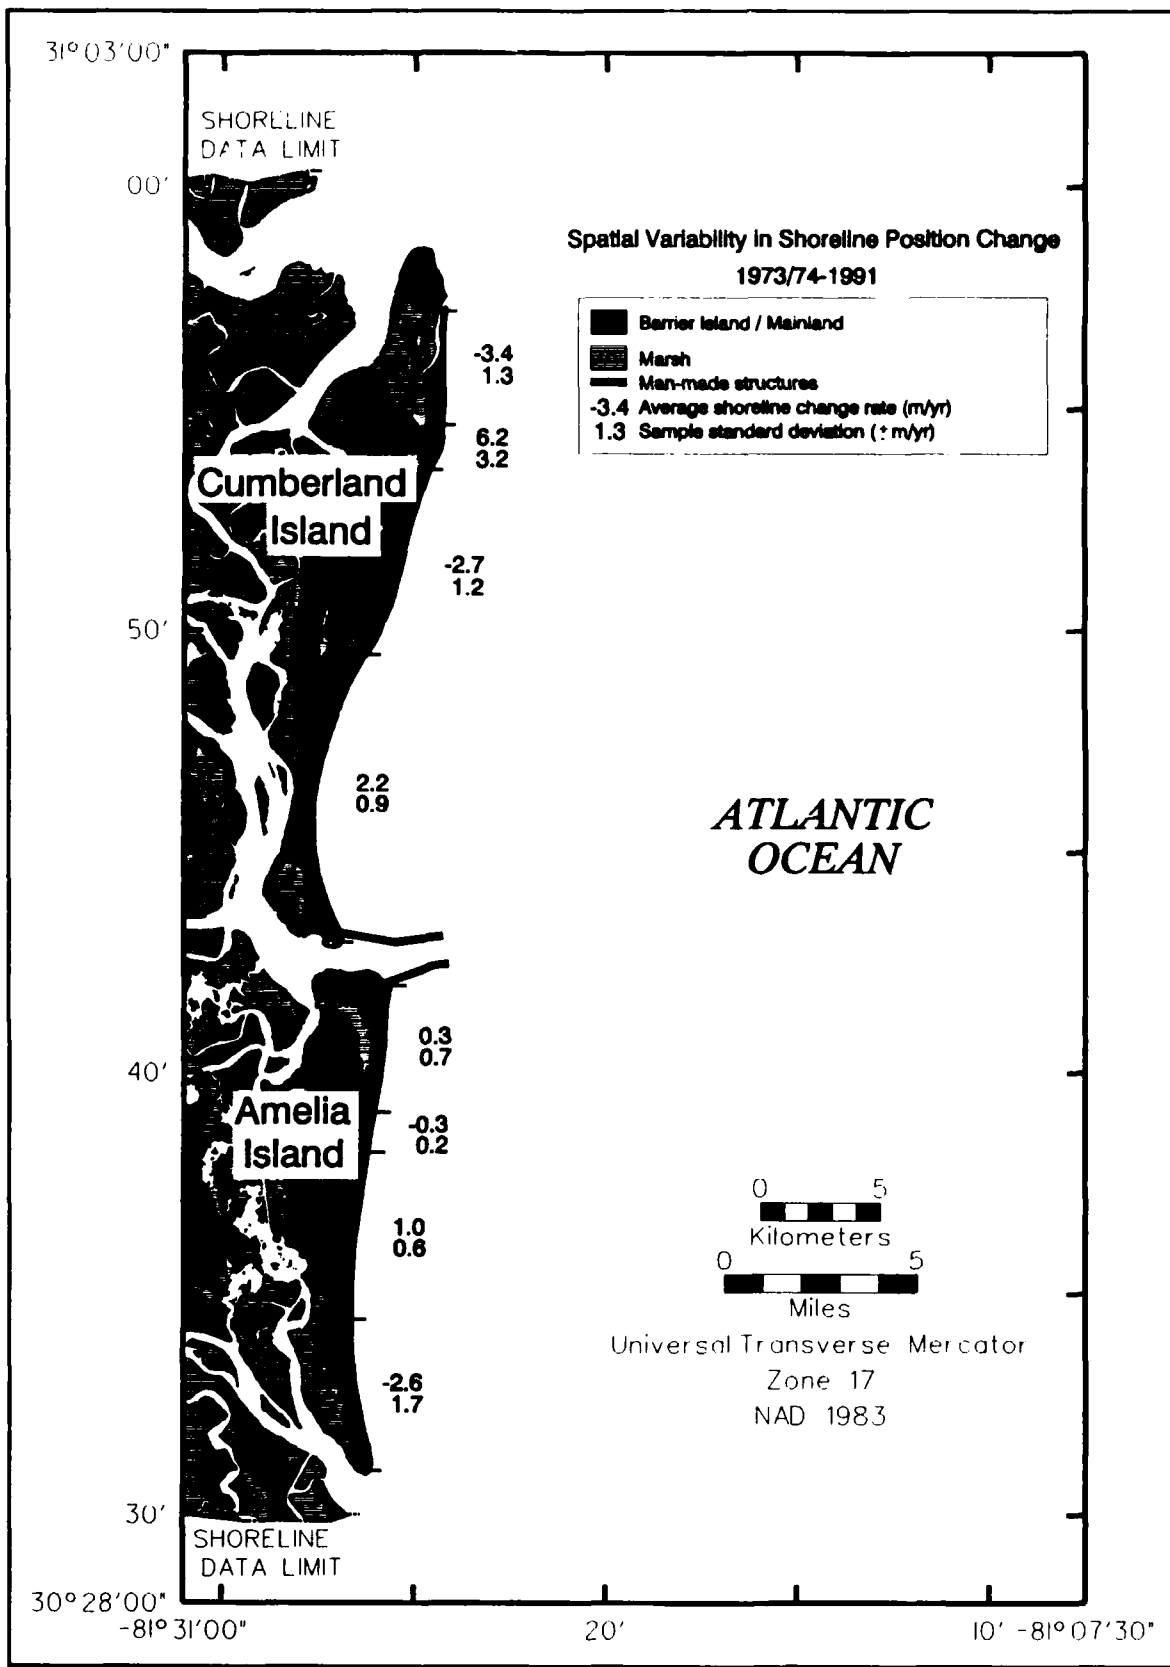 31°03'00"
SHORELINE
DATA LIMIT
00'
Spatial Variability in Shoreline Position Change
1973/74-1991
Barrier Island / Mainland
Marsh
Man-made structures
-3.4 Average shoreline change rate (m/yr)
1.3 Sample standard deviation (± m/yr)
-3.4
1.3
6.2
3.2
Cumberland
Island
-2.7
1.2
50'
2.2
0.9
ATLANTIC
OCEAN
0.3
0.7
40'
Amelia
Island
-0.3
0.2
1.0
0.6
0 5
Kilometers
0 5
Miles
Universal Transverse Mercator
Zone 17
NAD 1983
-2.6
1.7
30'
SHORELINE
DATA LIMIT
30°28'00"
-81°31'00" 20' 10' -81°07'30"